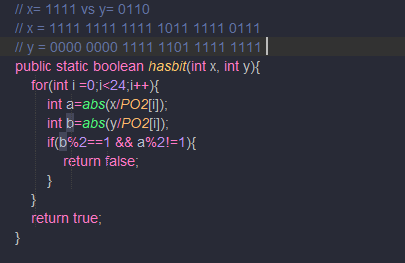 // x= 1111 vs y= 0110
// x = 1111 1111 1111 1011 1111 0111
// y = 0000 0000 1111 1101 1111 1111
public static boolean hasbit(int x, int y){
for(int i =0;i<24;i++){
int a=abs(x/PO2[i]);
int b=abs(y/PO2[i]);
if(b%2==1 && a%2!=1){
return false;
}
}
return true;
}